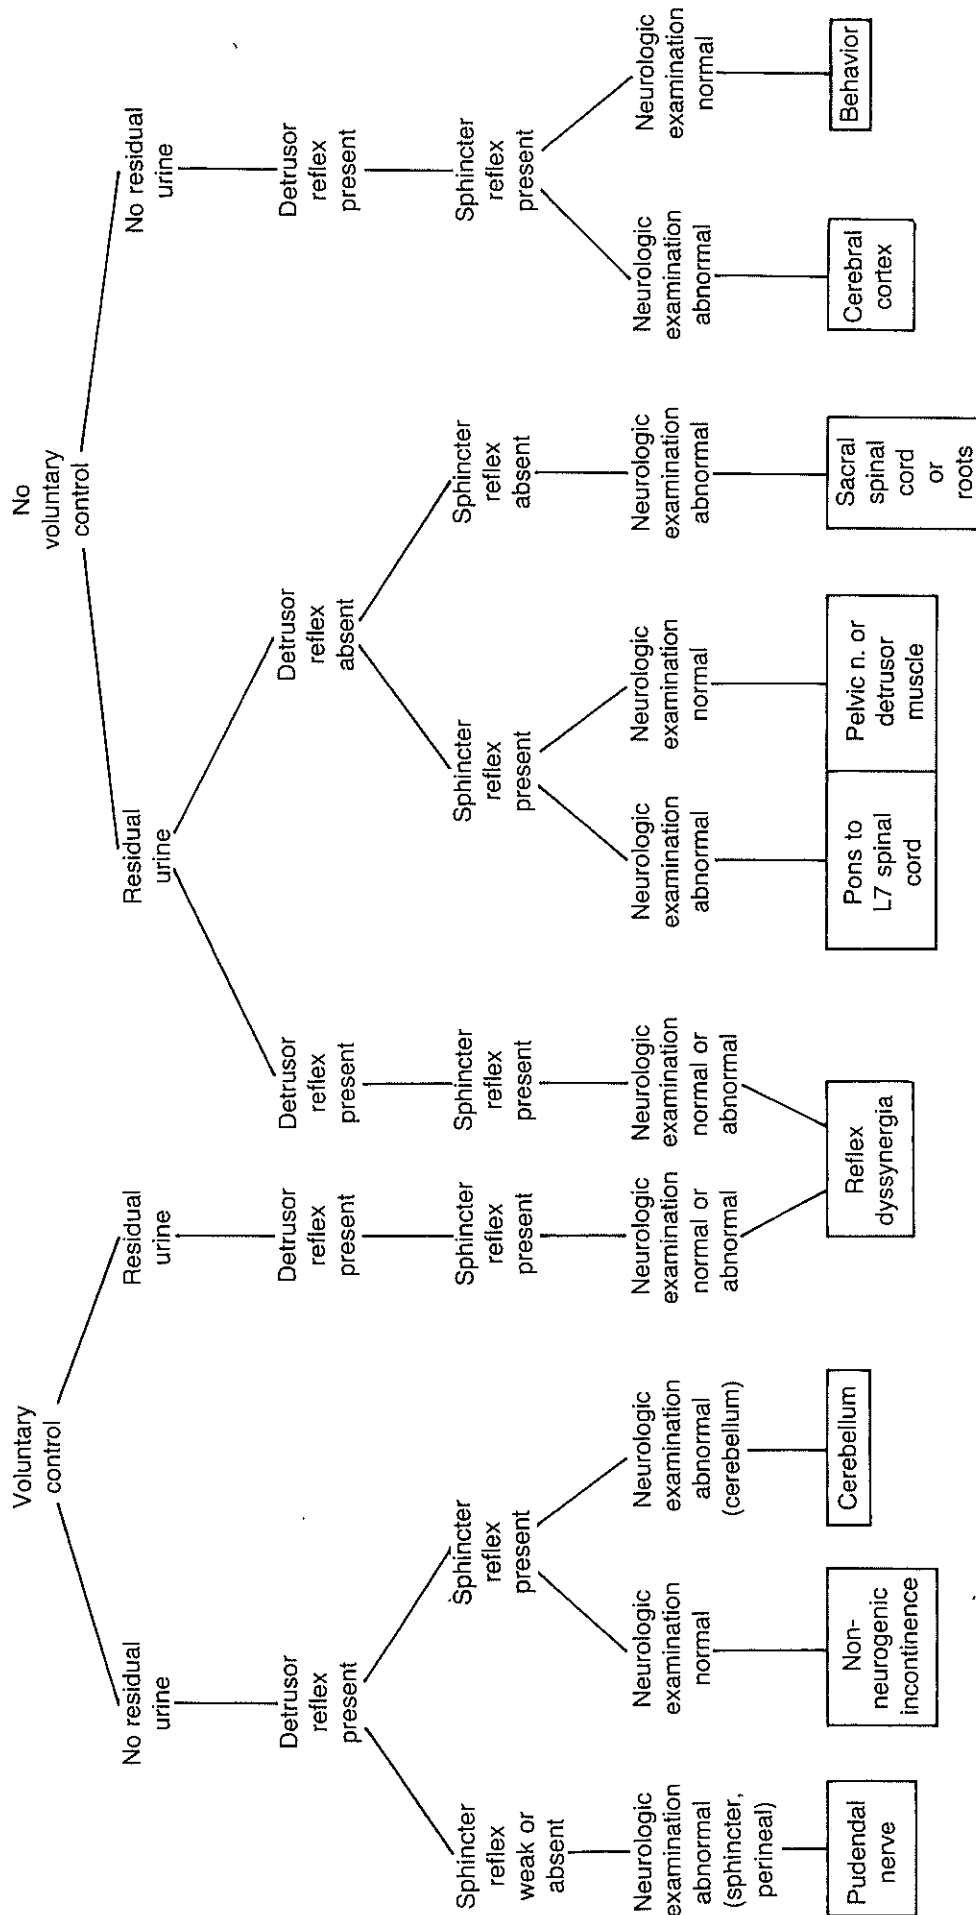 Voluntary
control
No
voluntary
control
No residual
urine
Residual
urine
Residual
urine
No residual
urine
Detrusor
reflex
present
Detrusor
reflex
present
Detrusor
reflex
present
Detrusor
reflex
absent
Detrusor
reflex
present
Sphincter
reflex
weak or
absent
Sphincter
reflex
present
Sphincter
reflex
present
Sphincter
reflex
present
Sphincter
reflex
present
Sphincter
reflex
absent
Sphincter
reflex
present
Neurologic
examination
abnormal
(sphincter,
perineal)
Neurologic
examination
normal
Neurologic
examination
abnormal
(cerebellum)
Neurologic
examination
normal or
abnormal
Neurologic
examination
normal or
abnormal
Neurologic
examination
abnormal
Neurologic
examination
normal
Neurologic
examination
abnormal
Neurologic
examination
abnormal
Neurologic
examination
normal
Pudendal
nerve
Non-
neurogenic
incontinence
Cerebellum
Reflex
dyssynergia
Pons to
L7 spinal
cord
Pelvic n. or
detrusor
muscle
Sacral
spinal
cord
or
roots
Cerebral
cortex
Behavior